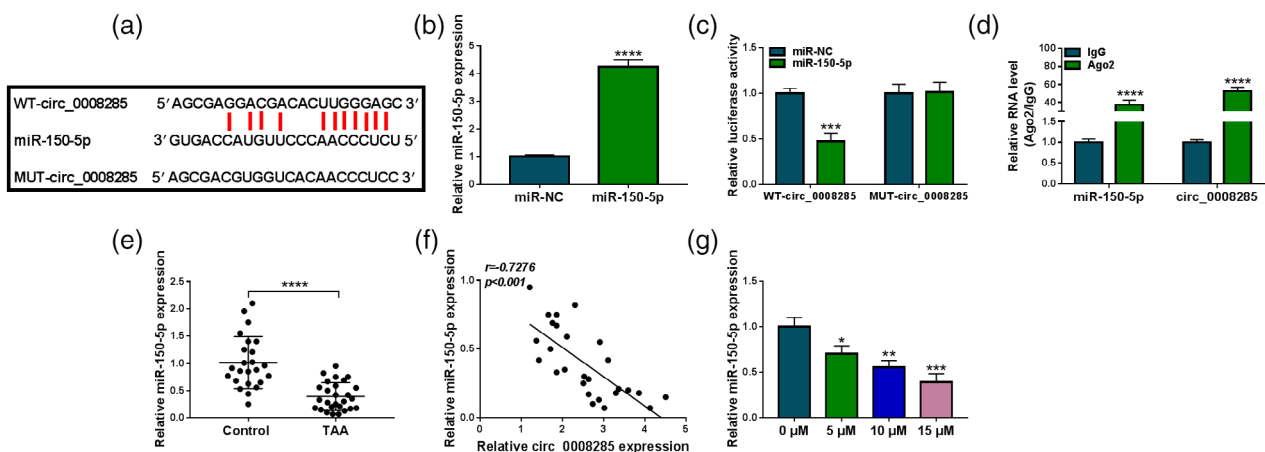 (a)
WT-circ_0008285 5′ AGCGAGGACGACACUUGGGAGC 3′
miR-150-5p 3′ GUGACCAUGUUCCCAACCCUCU 5′
MUT-circ_0008285 5′ AGCGACGUGGUCACAACCCUCC 3′
(b)
Relative miR-150-5p expression
5
4
3
2
1
0
****
miR-NC miR-150-5p
(c)
Relative luciferase activity
1.5
1.0
0.5
0.0
miR-NC
miR-150-5p
***
WT-circ_0008285 MUT-circ_0008285
(d)
Relative RNA level
(Ago2/IgG)
100
80
60
40
20
1.5
1.0
0.5
0.0
IgG
Ago2
****
****
miR-150-5p circ_0008285
(e)
Relative miR-150-5p expression
2.5
2.0
1.5
1.0
0.5
0.0
****
Control TAA
(f)
Relative miR-150-5p expression
1.0
0.5
0.0
r=-0.7276
p<0.001
0 1 2 3 4 5
Relative circ_0008285 expression
(g)
Relative miR-150-5p expression
1.5
1.0
0.5
0.0
*
**
***
0 µM 5 µM 10 µM 15 µM